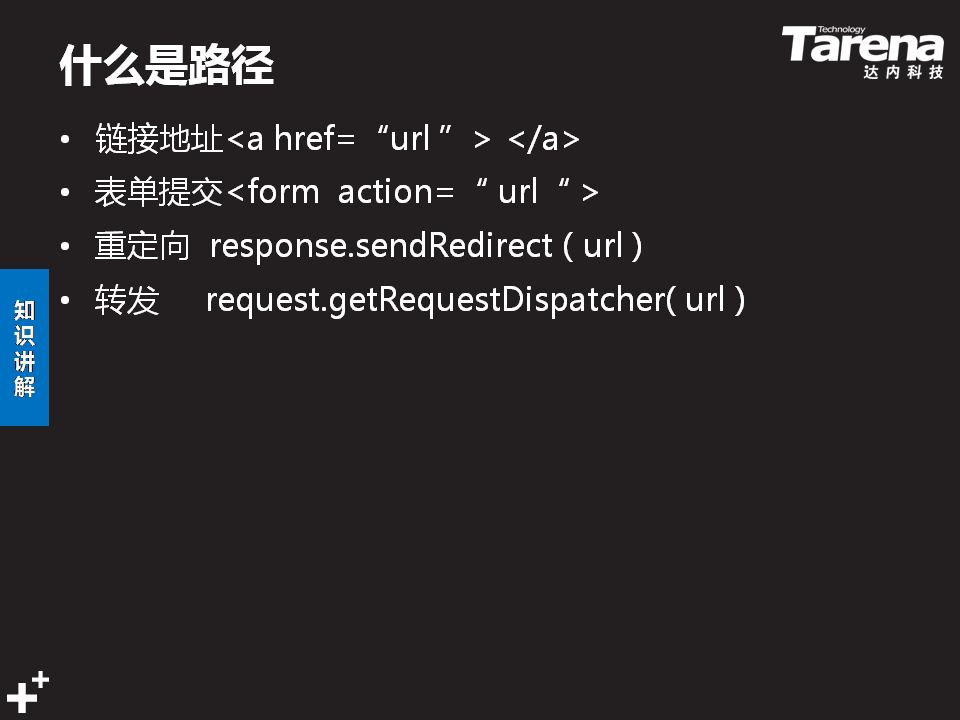 什么是路径
Technology
Tarena
达内科技
• 链接地址<a href= “url ” > </a>
• 表单提交<form action= “ url “ >
• 重定向 response.sendRedirect ( url )
• 转发 request.getRequestDispatcher( url )
知
识
讲
解